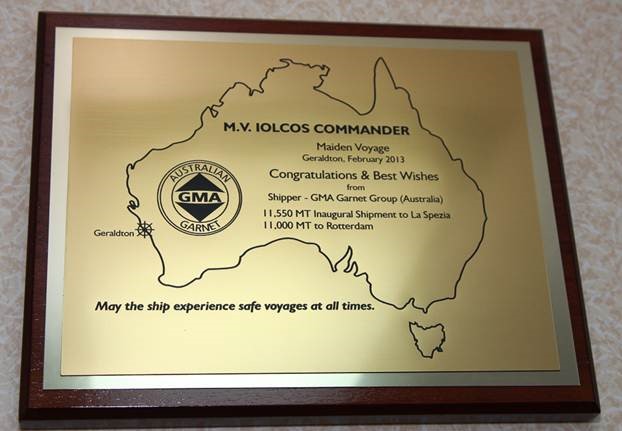 M.V. IOLCOS COMMANDER
Maiden Voyage
Geraldton, February 2013
Congratulations & Best Wishes
from
Shipper - GMA Garnet Group (Australia)
11,550 MT Inaugural Shipment to La Spezia
11,000 MT to Rotterdam
AUSTRALIAN
GMA
GARNET
Geraldton
May the ship experience safe voyages at all times.